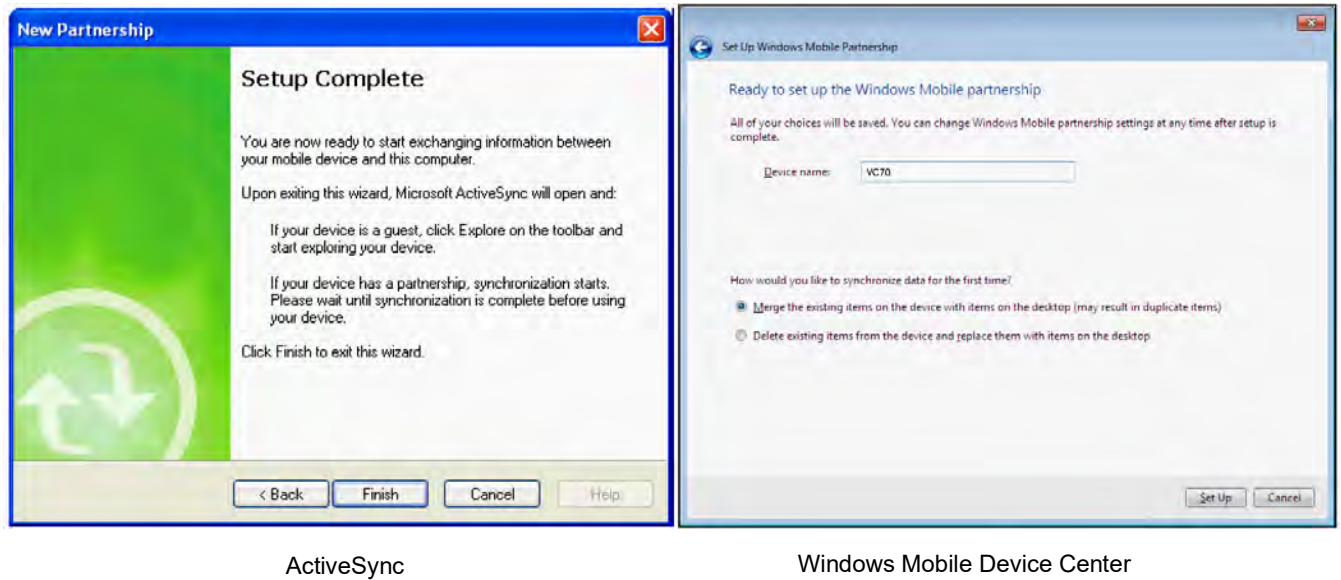 New Partnership
Setup Complete
You are now ready to start exchanging information between
your mobile device and this computer.
Upon exiting this wizard, Microsoft ActiveSync will open and:
If your device is a guest, click Explore on the toolbar and
start exploring your device.
If your device has a partnership, synchronization starts.
Please wait until synchronization is complete before using
your device.
Click Finish to exit this wizard.
< Back
Finish
Cancel
Help
ActiveSync
Set Up Windows Mobile Partnership
Ready to set up the Windows Mobile partnership
All of your choices will be saved. You can change Windows Mobile partnership settings at any time after setup is
complete.
Device name:
VC70
How would you like to synchronize data for the first time?
Merge the existing items on the device with items on the desktop (may result in duplicate items)
Delete existing items from the device and replace them with items on the desktop
Set Up
Cancel
Windows Mobile Device Center